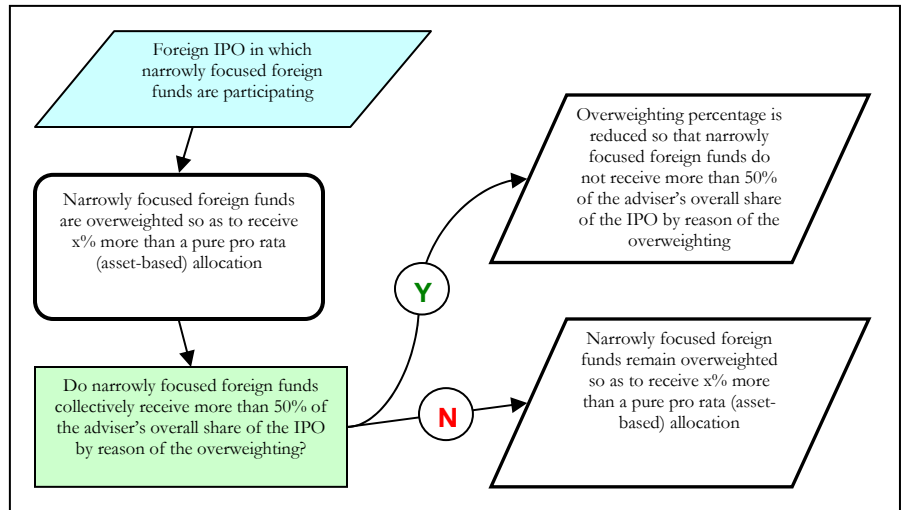 Foreign IPO in which
narrowly focused foreign
funds are participating
Narrowly focused foreign funds
are overweighted so as to receive
x% more than a pure pro rata
(asset-based) allocation
Do narrowly focused foreign funds
collectively receive more than 50% of
the adviser’s overall share of the IPO
by reason of the overweighting?
Y
Overweighting percentage is
reduced so that narrowly
focused foreign funds do
not receive more than 50%
of the adviser’s overall share
of the IPO by reason of the
overweighting
N
Narrowly focused foreign
funds remain overweighted
so as to receive x% more
than a pure pro rata (asset-
based) allocation